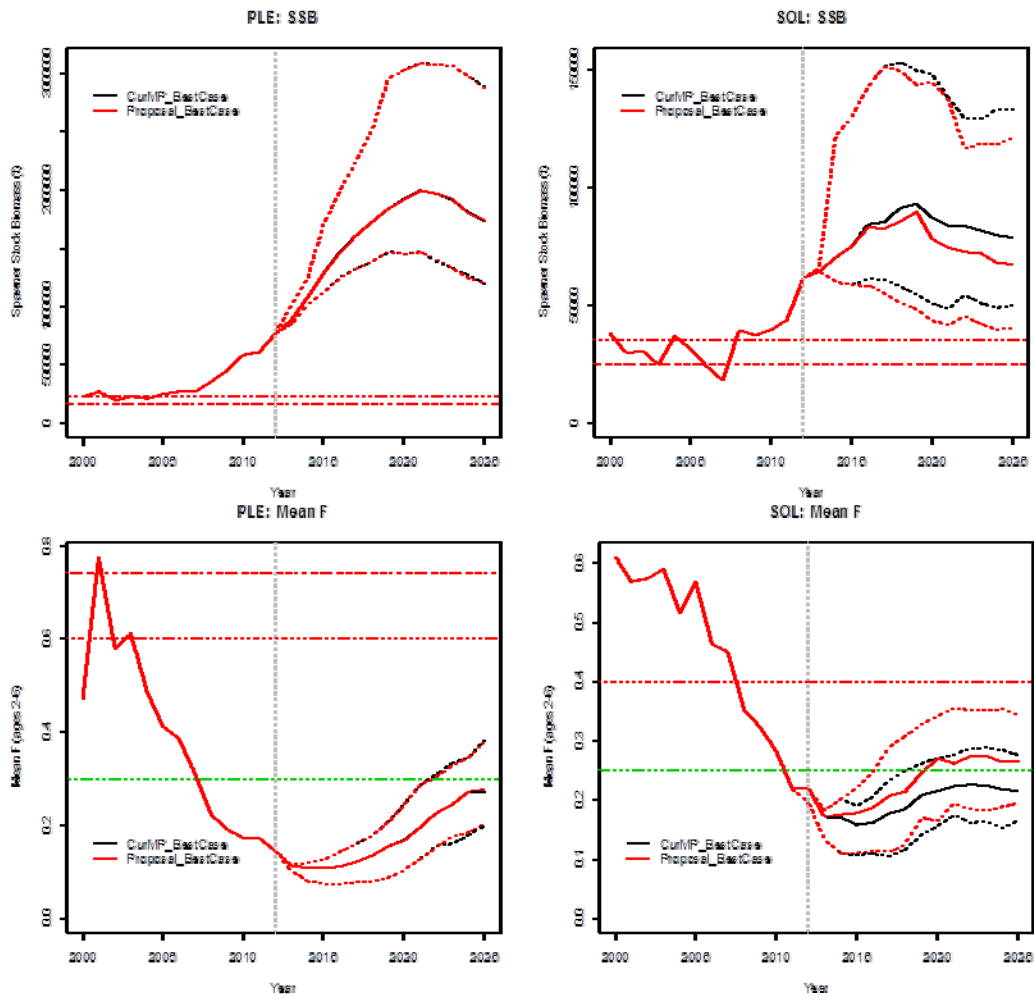 PLE: SSB
Spawner Stock Biomass (t)
3000000
2000000
1000000
500000
0
CurMP_BestCase
Proposal_BestCase
2000 2005 2010 2015 2020 2025
Year
SOL: SSB
Spawner Stock Biomass (t)
150000
100000
50000
0
CurMP_BestCase
Proposal_BestCase
2000 2005 2010 2015 2020 2025
Year
PLE: Mean F
Mean F (ages 2-6)
0.8
0.6
0.4
0.2
0.0
CurMP_BestCase
Proposal_BestCase
2000 2005 2010 2015 2020 2025
Year
SOL: Mean F
Mean F (ages 2-6)
0.6
0.5
0.4
0.3
0.2
0.1
0.0
CurMP_BestCase
Proposal_BestCase
2000 2005 2010 2015 2020 2025
Year